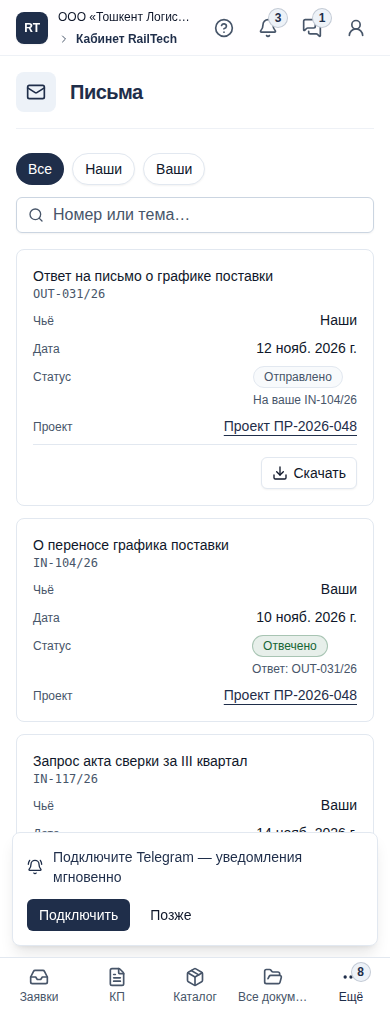 RT
ООО «Тошкент Логис…
Кабинет RailTech
3
1
Письма
Все
Наши
Ваши
Номер или тема…
Ответ на письмо о графике поставки
OUT-031/26
Чьё
Наши
Дата
12 нояб. 2026 г.
Статус
Отправлено
На ваше IN-104/26
Проект
Проект ПР-2026-048
Скачать
О переносе графика поставки
IN-104/26
Чьё
Ваши
Дата
10 нояб. 2026 г.
Статус
Отвечено
Ответ: OUT-031/26
Проект
Проект ПР-2026-048
Запрос акта сверки за III квартал
IN-117/26
Чьё
Ваши
Подключите Telegram — уведомления
мгновенно
Подключить
Позже
8
Заявки
КП
Каталог
Все докум…
Ещё